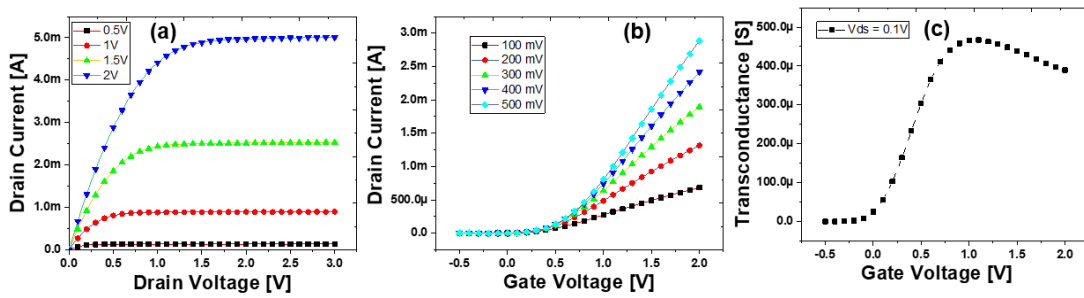 (a)
0.5V
1V
1.5V
2V
Drain Current [A]
5.0m
4.0m
3.0m
2.0m
1.0m
0.0
0.0 0.5 1.0 1.5 2.0 2.5 3.0
Drain Voltage [V]
(b)
100 mV
200 mV
300 mV
400 mV
500 mV
Drain Current [A]
3.0m
2.5m
2.0m
1.5m
1.0m
500.0µ
0.0
-0.5 0.0 0.5 1.0 1.5 2.0
Gate Voltage [V]
(c)
Vds = 0.1V
Transconductance [S]
500.0µ
400.0µ
300.0µ
200.0µ
100.0µ
0.0
-0.5 0.0 0.5 1.0 1.5 2.0
Gate Voltage [V]